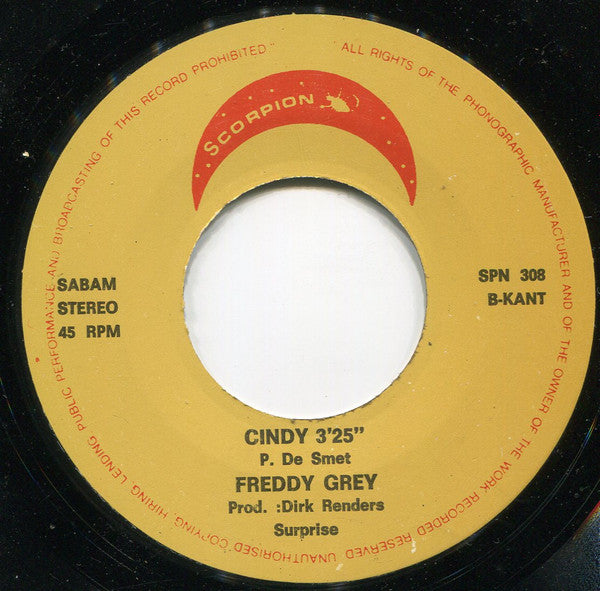 ALL RIGHTS OF THE PHONOGRAPHIC MANUFACTURER AND OF THE OWNER OF THE WORK RECORDED RESERVED UNAUTHORISED COPYING, HIRING, LENDING PUBLIC PERFORMANCE AND BROADCASTING OF THIS RECORD PROHIBITED
SCORPION
SABAM
STEREO
45 RPM
SPN 308
B-KANT
CINDY 3'25"
P. De Smet
FREDDY GREY
Prod. :Dirk Renders
Surprise